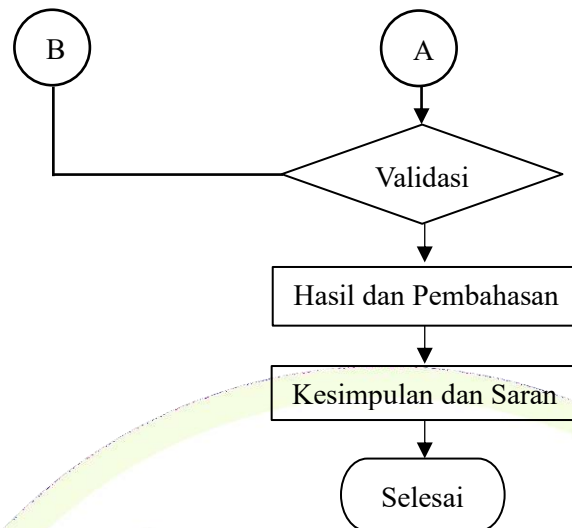 B
A
Validasi
Hasil dan Pembahasan
Kesimpulan dan Saran
Selesai